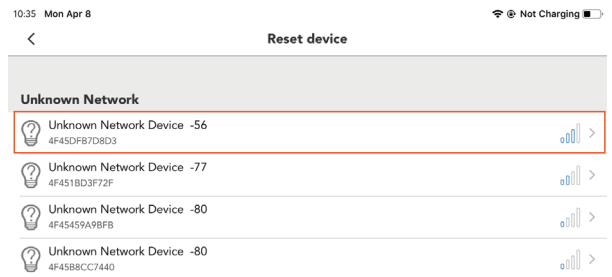 10:35 Mon Apr 8 Not Charging
Reset device
Unknown Network
Unknown Network Device -56
4F45DFB7D8D3
Unknown Network Device -77
4F451BD3F72F
Unknown Network Device -80
4F45459A9BFB
Unknown Network Device -80
4F45B8CC7440